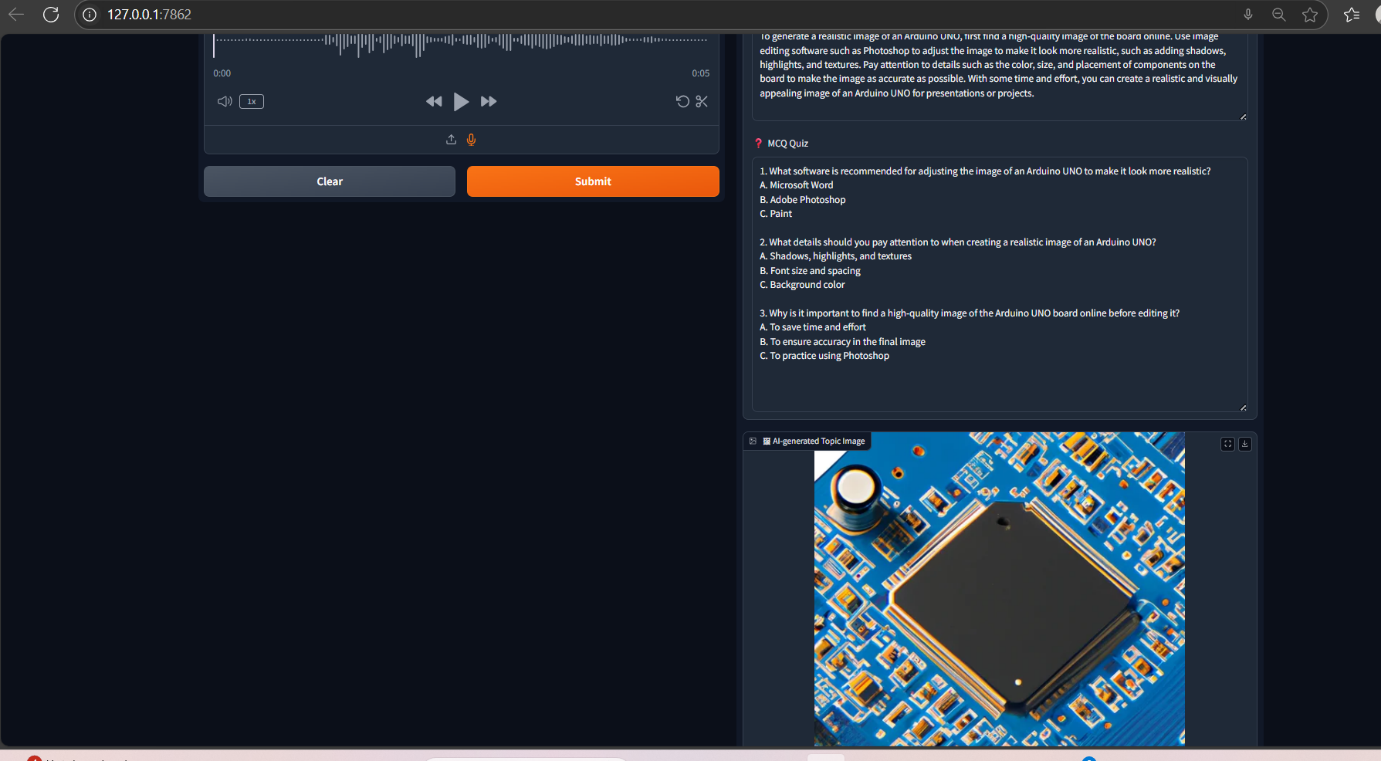 127.0.0.1:7862
0:00
0:05
1x
Clear
Submit
To generate a realistic image of an Arduino UNO, first find a high-quality image of the board online. Use image
editing software such as Photoshop to adjust the image to make it look more realistic, such as adding shadows,
highlights, and textures. Pay attention to details such as the color, size, and placement of components on the
board to make the image as accurate as possible. With some time and effort, you can create a realistic and visually
appealing image of an Arduino UNO for presentations or projects.
❓ MCQ Quiz
1. What software is recommended for adjusting the image of an Arduino UNO to make it look more realistic?
A. Microsoft Word
B. Adobe Photoshop
C. Paint
2. What details should you pay attention to when creating a realistic image of an Arduino UNO?
A. Shadows, highlights, and textures
B. Font size and spacing
C. Background color
3. Why is it important to find a high-quality image of the Arduino UNO board online before editing it?
A. To save time and effort
B. To ensure accuracy in the final image
C. To practice using Photoshop
AI-generated Topic Image